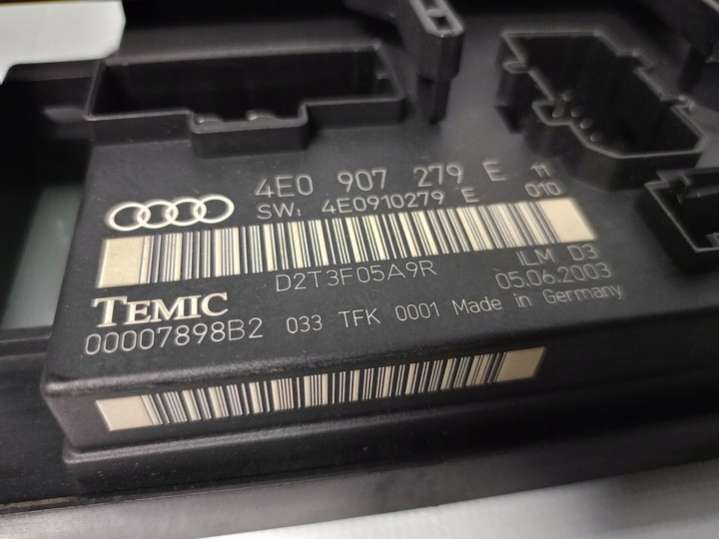 4E0 907 279 E 11
SW: 4E0910279 E 010
D2T3F05A9R ILM D3
TEMIC 05.06.2003
00007898B2 033 TFK 0001 Made in Germany